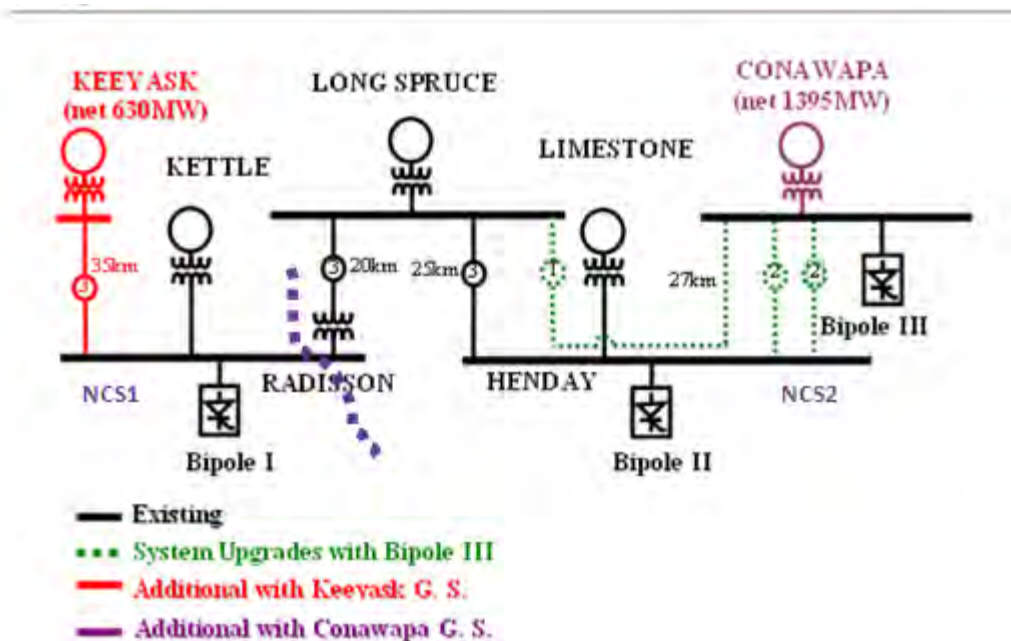 KEEYASK
(net 630MW)
LONG SPRUCE
CONAWAPA
(net 1395MW)
KETTLE
LIMESTONE
35km
3
3
20km
25km
3
1
27km
2
2
Bipole III
RADISSON
HENDAY
NCS1
NCS2
Bipole I
Bipole II
Existing
System Upgrades with Bipole III
Additional with Keeyask G. S.
Additional with Conawapa G. S.